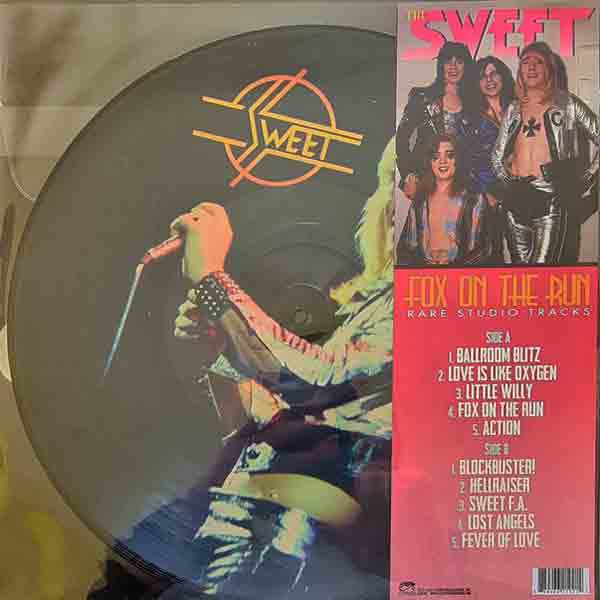 SWEET
THE
SWEET
FOX ON THE RUN
RARE STUDIO TRACKS
SIDE A
1. BALLROOM BLITZ
2. LOVE IS LIKE OXYGEN
3. LITTLE WILLY
4. FOX ON THE RUN
5. ACTION
SIDE B
1. BLOCKBUSTER!
2. HELLRAISER
3. SWEET F.A.
4. LOST ANGELS
5. FEVER OF LOVE